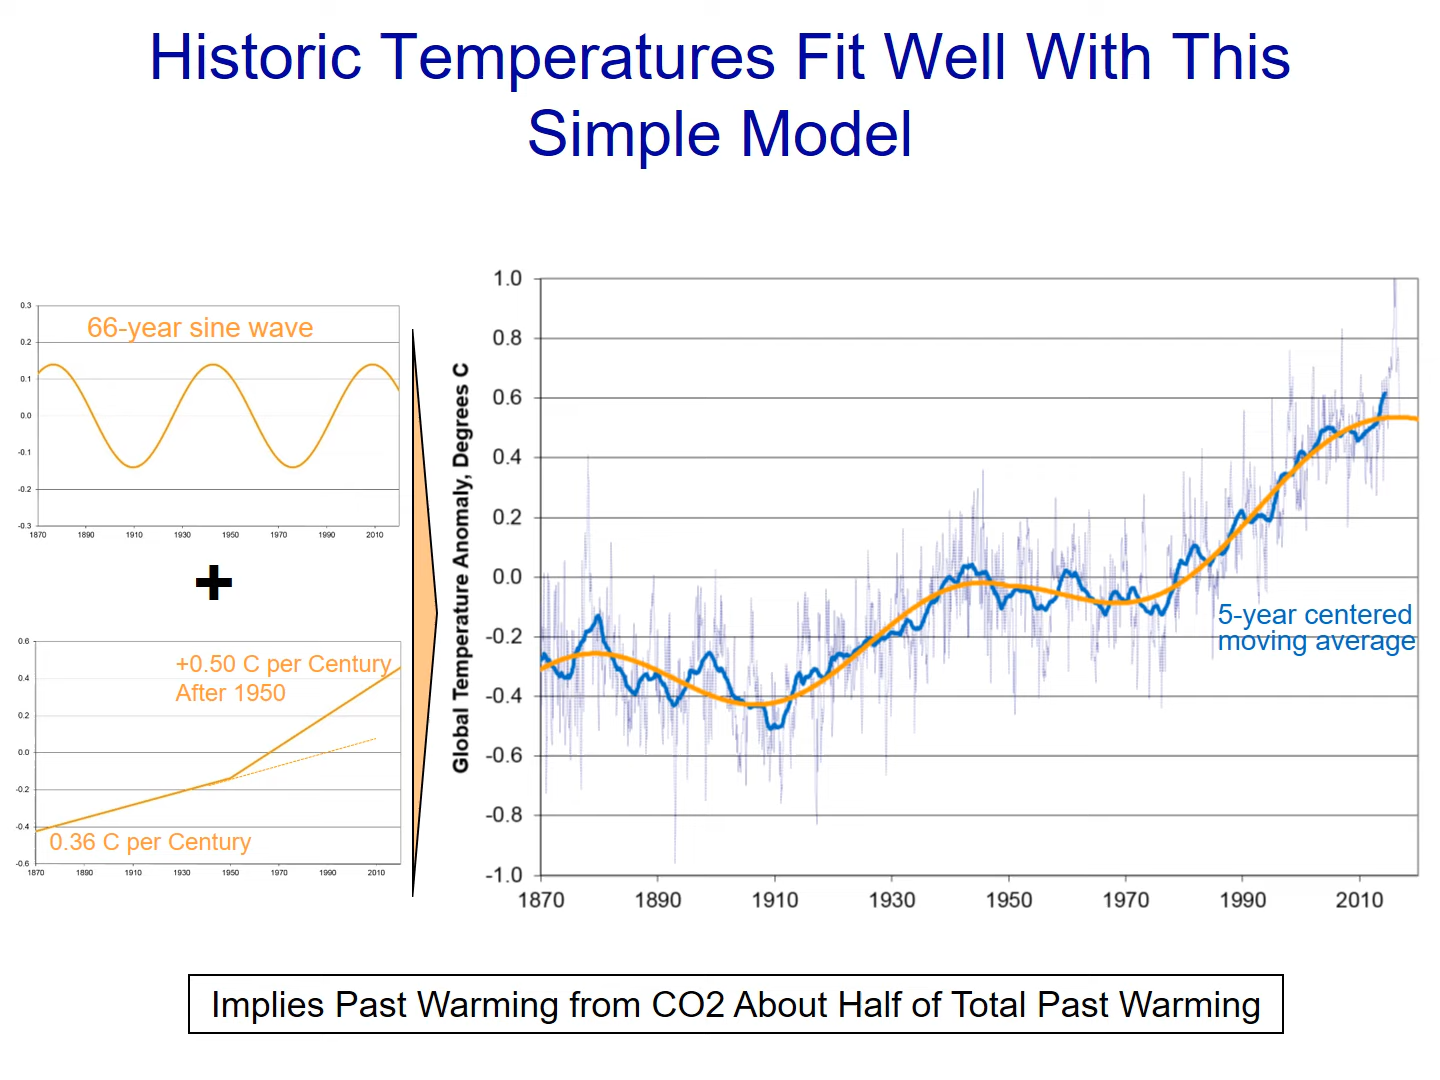 Historic Temperatures Fit Well With This
Simple Model
0.3
66-year sine wave
0.2
0.1
0.0
-0.1
-0.2
-0.3
1870 1890 1910 1930 1950 1970 1990 2010
+
0.6
+0.50 C per Century
After 1950
0.4
0.2
0.0
-0.2
-0.4
0.36 C per Century
-0.6
1870 1890 1910 1930 1950 1970 1990 2010
Global Temperature Anomaly, Degrees C
1.0
0.8
0.6
0.4
0.2
0.0
-0.2
-0.4
-0.6
-0.8
-1.0
5-year centered
moving average
1870 1890 1910 1930 1950 1970 1990 2010
Implies Past Warming from CO2 About Half of Total Past Warming